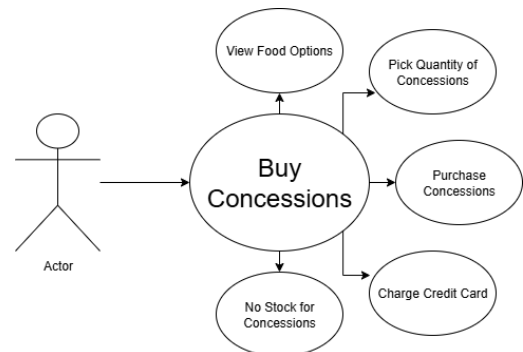 View Food Options
Pick Quantity of
Concessions
Buy
Concessions
Purchase
Concessions
Actor
No Stock for
Concessions
Charge Credit Card